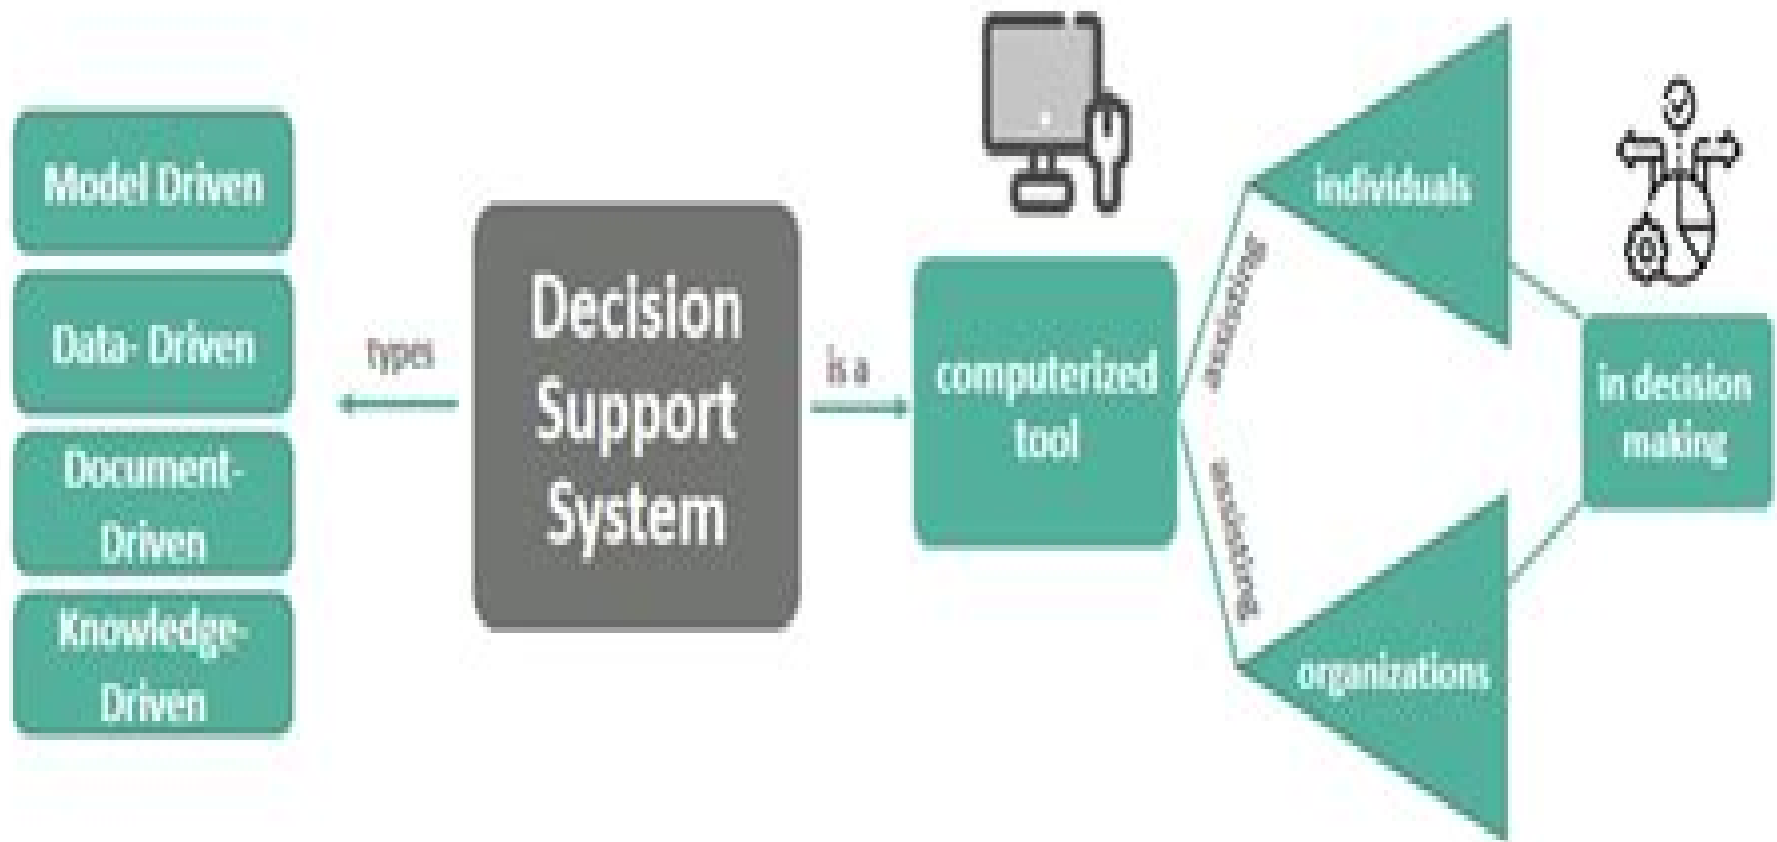 Model Driven
Data- Driven
Document-
Driven
Knowledge-
Driven
types
Decision
Support
System
is a
computerized
tool
assisting
assisting
individuals
organizations
in decision
making